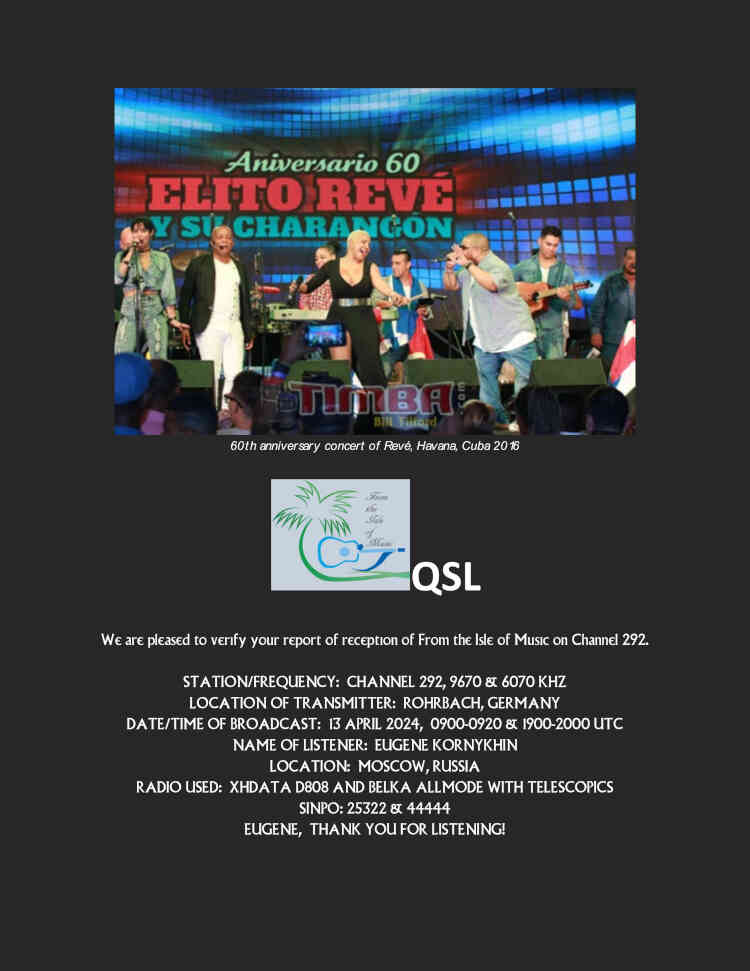 Aniversario 60
ELITO REVÉ
Y SU CHARANGÓN
TIMBA.com
Bill Tilford
60th anniversary concert of Revé, Havana, Cuba 2016
From
the
Isle
of
Music
QSL
We are pleased to verify your report of reception of From the Isle of Music on Channel 292.
STATION/FREQUENCY: CHANNEL 292, 9670 & 6070 KHZ
LOCATION OF TRANSMITTER: ROHRBACH, GERMANY
DATE/TIME OF BROADCAST: 13 APRIL 2024, 0900-0920 & 1900-2000 UTC
NAME OF LISTENER: EUGENE KORNYKHIN
LOCATION: MOSCOW, RUSSIA
RADIO USED: XHDATA D808 AND BELKA ALLMODE WITH TELESCOPICS
SINPO: 25322 & 44444
EUGENE, THANK YOU FOR LISTENING!